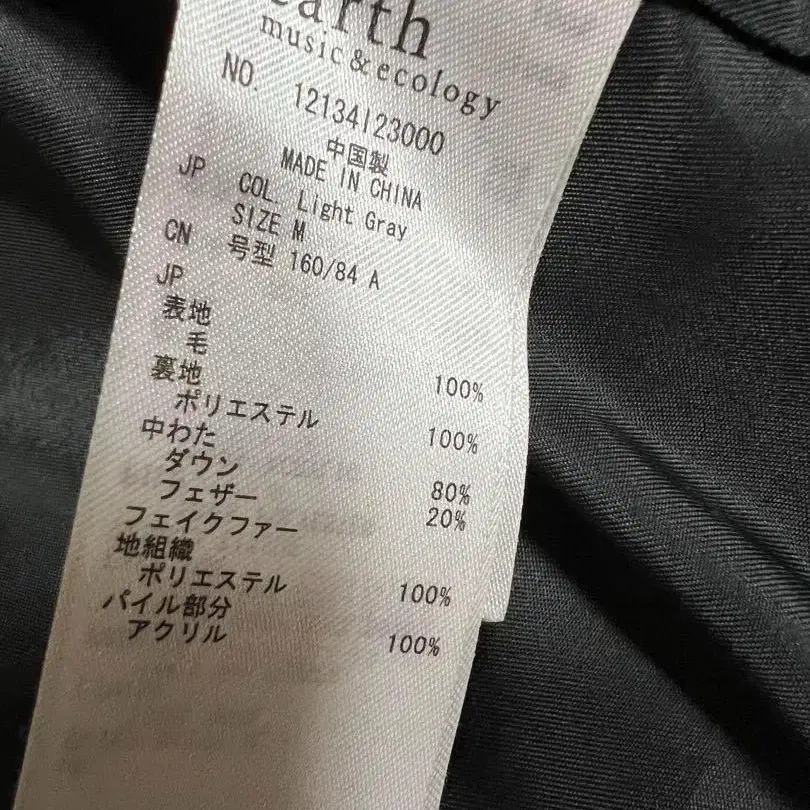 earth
music&ecology
NO. 12134I23000
中国製
MADE IN CHINA
JP COL. Light Gray
SIZE M
CN 号型 160/84 A
JP
表地
毛 100%
裏地
ポリエステル 100%
中わた
ダウン 80%
フェザー 20%
フェイクファー
地組織
ポリエステル 100%
パイル部分
アクリル 100%